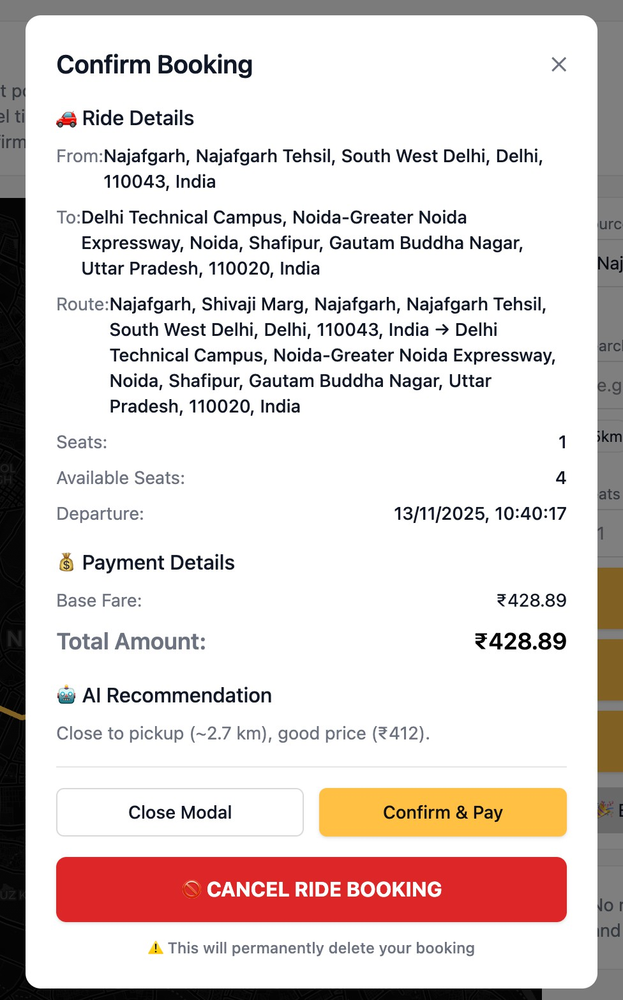 Confirm Booking
🚗 Ride Details
From: Najafgarh, Najafgarh Tehsil, South West Delhi, Delhi,
110043, India
To: Delhi Technical Campus, Noida-Greater Noida
Expressway, Noida, Shafipur, Gautam Buddha Nagar,
Uttar Pradesh, 110020, India
Route: Najafgarh, Shivaji Marg, Najafgarh, Najafgarh Tehsil,
South West Delhi, Delhi, 110043, India → Delhi
Technical Campus, Noida-Greater Noida Expressway,
Noida, Shafipur, Gautam Buddha Nagar, Uttar
Pradesh, 110020, India
Seats: 1
Available Seats: 4
Departure: 13/11/2025, 10:40:17
💰 Payment Details
Base Fare: ₹428.89
Total Amount: ₹428.89
🤖 AI Recommendation
Close to pickup (~2.7 km), good price (₹412).
Close Modal
Confirm & Pay
🚫 CANCEL RIDE BOOKING
⚠️ This will permanently delete your booking